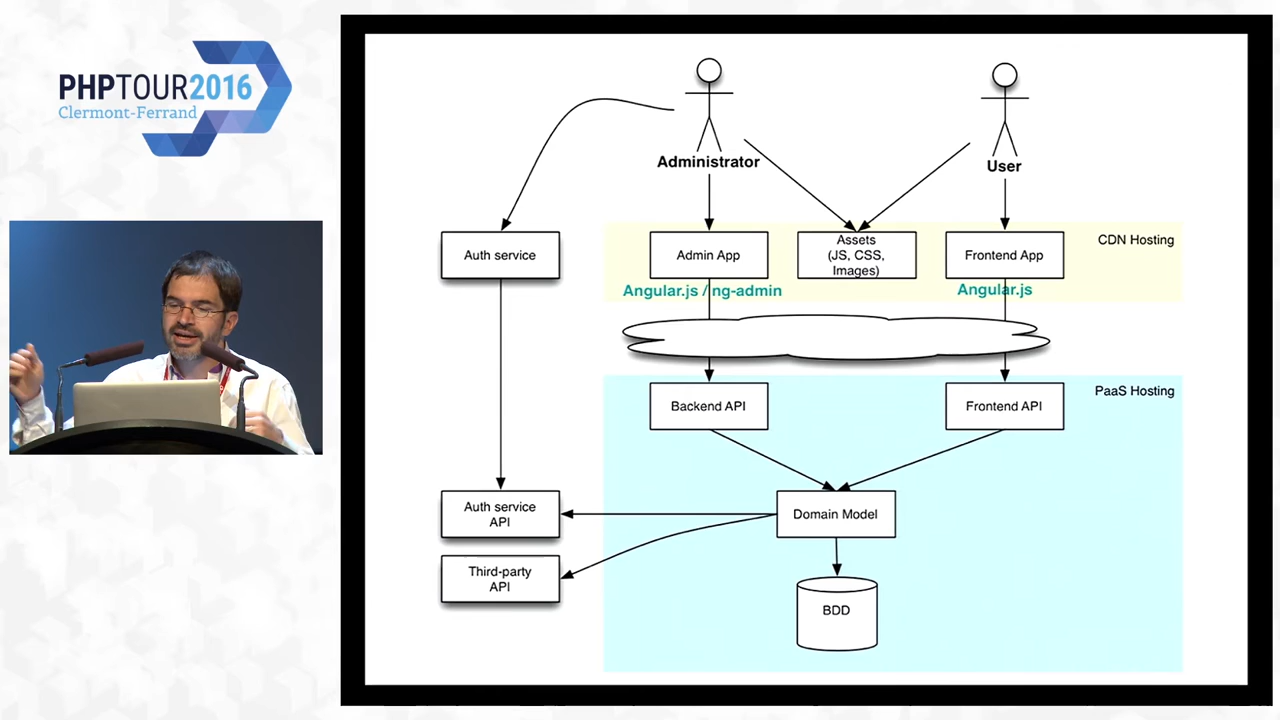 PHPTOUR2016
Clermont-Ferrand
Administrator
User
CDN Hosting
Auth service
Admin App
Assets
(JS, CSS,
Images)
Frontend App
Angular.js / ng-admin
Angular.js
PaaS Hosting
Backend API
Frontend API
Auth service
API
Domain Model
Third-party
API
BDD